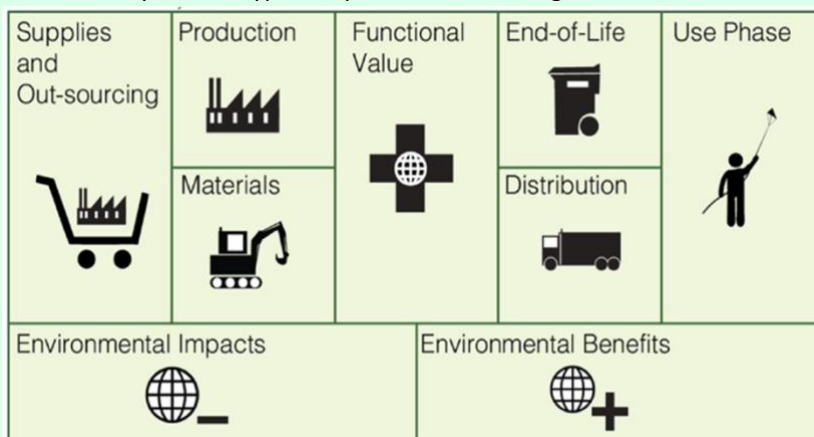 Supplies
and
Out-sourcing
Production
Materials
Functional
Value
End-of-Life
Distribution
Use Phase
Environmental Impacts
Environmental Benefits